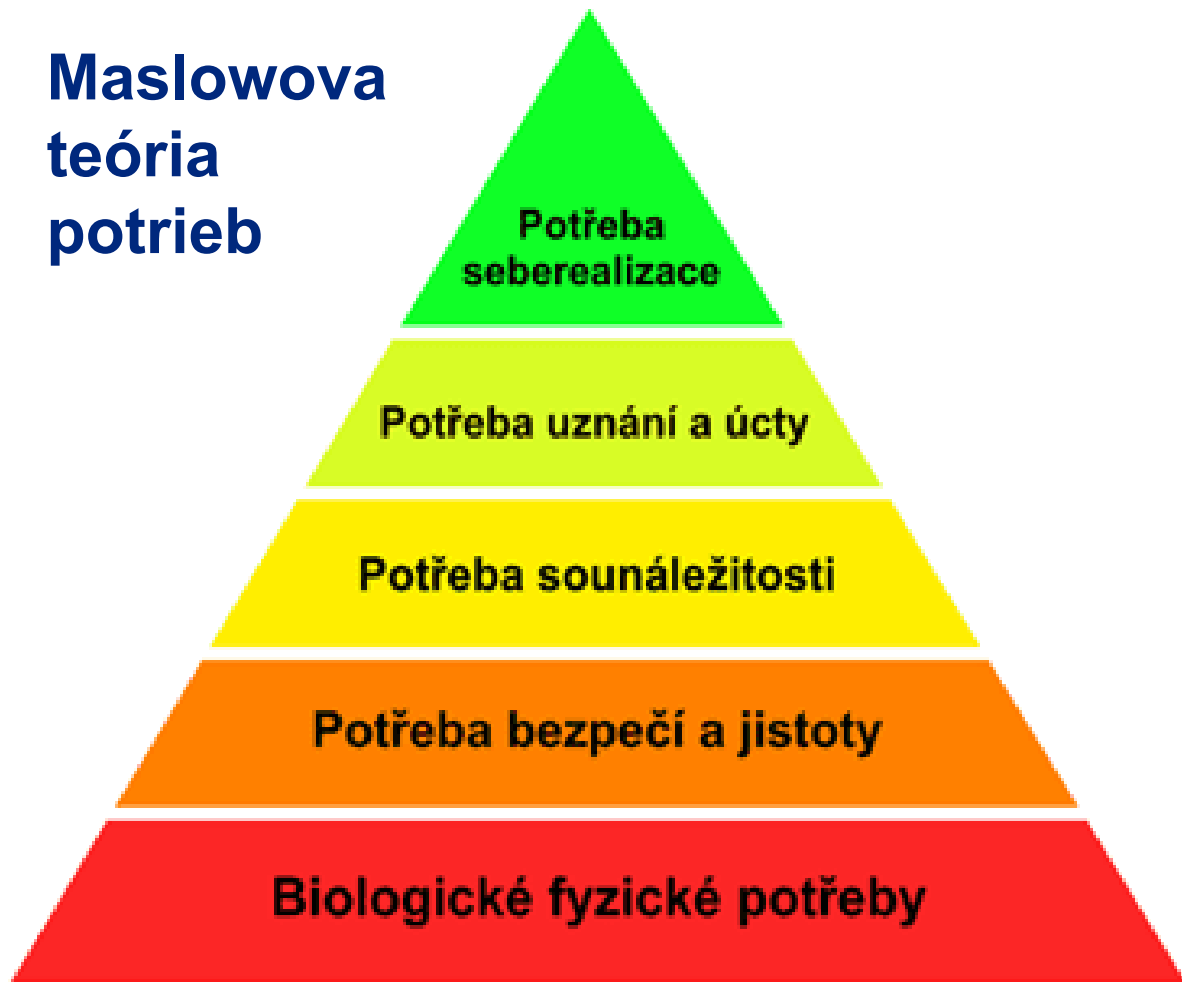 Maslowova
teória
potrieb
Potřeba
seberealizace
Potřeba uznání a úcty
Potřeba sounáležitosti
Potřeba bezpečí a jistoty
Biologické fyzické potřeby